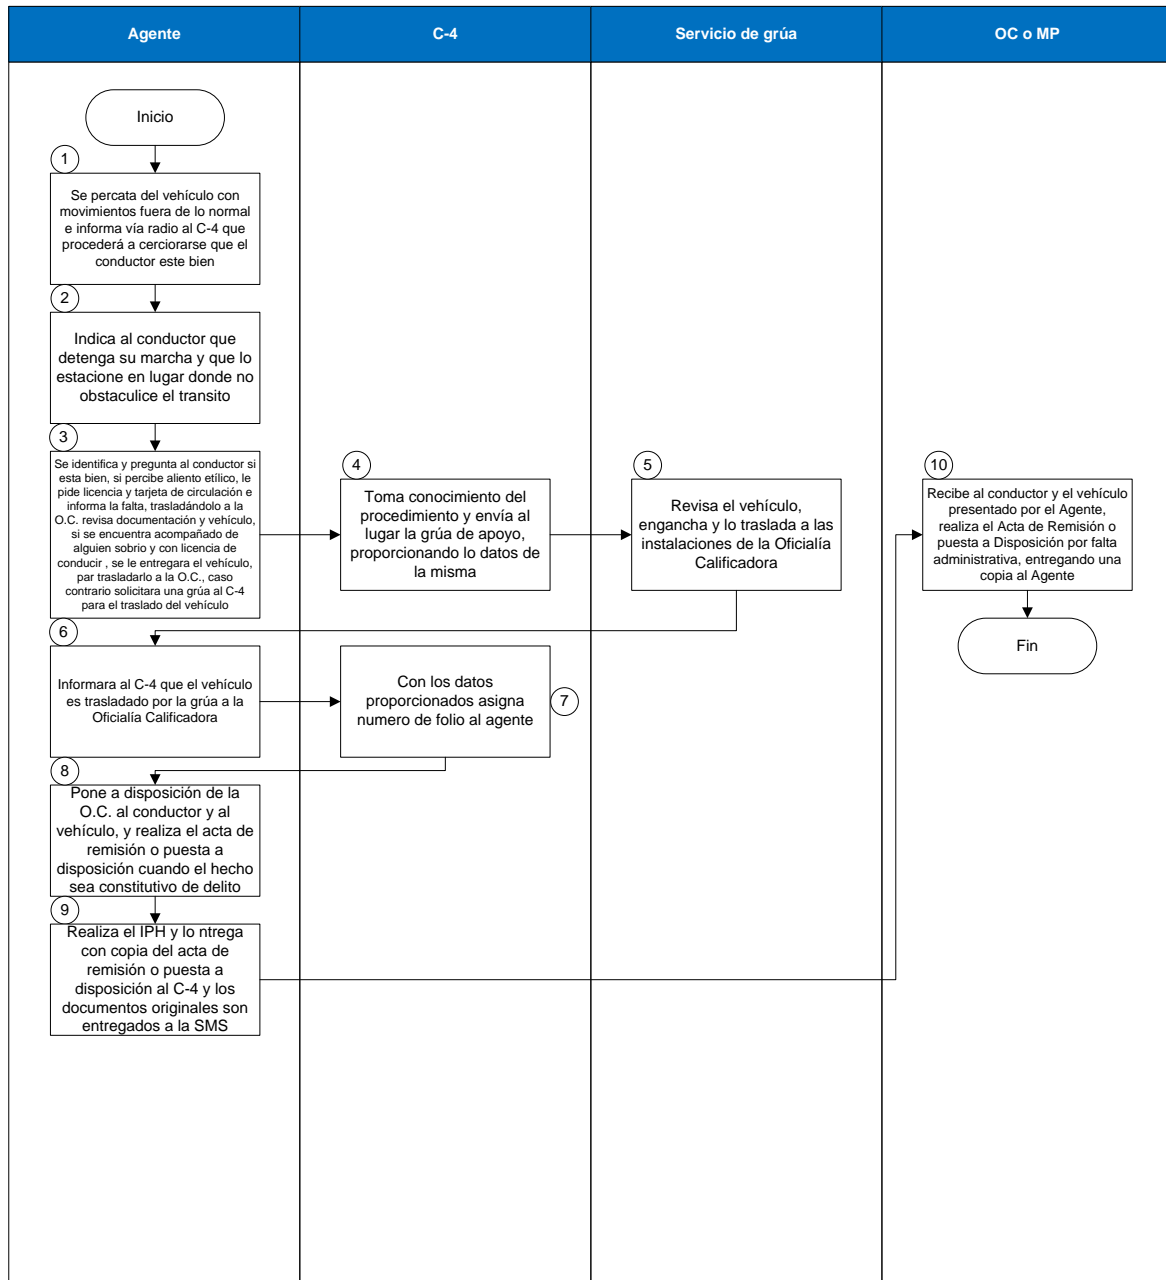 Agente
C-4
Servicio de grúa
OC o MP
Inicio
1
Se percata del vehículo con
movimientos fuera de lo normal
e informa vía radio al C-4 que
procederá a cerciorarse que el
conductor este bien
2
Indica al conductor que
detenga su marcha y que lo
estacione en lugar donde no
obstaculice el transito
3
Se identifica y pregunta al conductor si
esta bien, si percibe aliento etílico, le
pide licencia y tarjeta de circulación e
informa la falta, trasladándolo a la
O.C. revisa documentación y vehículo,
si se encuentra acompañado de
alguien sobrio y con licencia de
conducir , se le entregara el vehículo,
par trasladarlo a la O.C., caso
contrario solicitara una grúa al C-4
para el traslado del vehículo
4
Toma conocimiento del
procedimiento y envía al
lugar la grúa de apoyo,
proporcionando lo datos de
la misma
5
Revisa el vehículo,
engancha y lo traslada a las
instalaciones de la Oficialía
Calificadora
10
Recibe al conductor y el vehículo
presentado por el Agente,
realiza el Acta de Remisión o
puesta a Disposición por falta
administrativa, entregando una
copia al Agente
Fin
6
Informara al C-4 que el vehículo
es trasladado por la grúa a la
Oficialía Calificadora
Con los datos
proporcionados asigna
numero de folio al agente
7
8
Pone a disposición de la
O.C. al conductor y al
vehículo, y realiza el acta de
remisión o puesta a
disposición cuando el hecho
sea constitutivo de delito
9
Realiza el IPH y lo ntrega
con copia del acta de
remisión o puesta a
disposición al C-4 y los
documentos originales son
entregados a la SMS